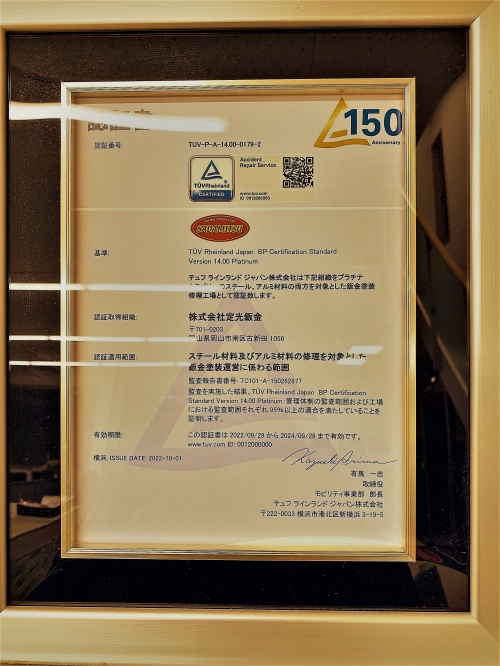 150
Anniversary
認証番号: TUV-P-A-14.00-0179-2
TÜVRheinland
CERTIFIED
Accident
Repair Service
www.tuv.com
ID 0012000000
SADAMITSU
基準: TÜV Rheinland Japan BP Certification Standard
Version 14.00 Platinum
テュフ ラインランド ジャパン株式会社は下記組織をプラチナ
スチール、アルミ材料の両方を対象とした鈑金塗装
修理工場として認証致します。
認証取得組織: 株式会社定光鈑金
〒701-0203
岡山県岡山市南区古新田 1056
認証適用範囲: スチール材料及びアルミ材料の修理を対象とした
鈑金塗装運営に係わる範囲
監査報告書番号: TC101-A-150262877
監査を実施した結果、TÜV Rheinland Japan BP Certification
Standard Version 14.00 Platinum 管理体制の監査範囲および工場
における監査範囲それぞれ95%以上の適合を満たしていることを
証明します。
有効期限: この認証書は 2022/09/29 から 2024/09/28 まで有効です。
www.tuv.com ID: 0012000000
横浜, ISSUE DATE: 2022-10-01
Kazushi Arima
有馬 一志
取締役
モビリティ事業部 部長
テュフ ラインランド ジャパン株式会社
〒222-0033 横浜市港北区新横浜 3-19-5